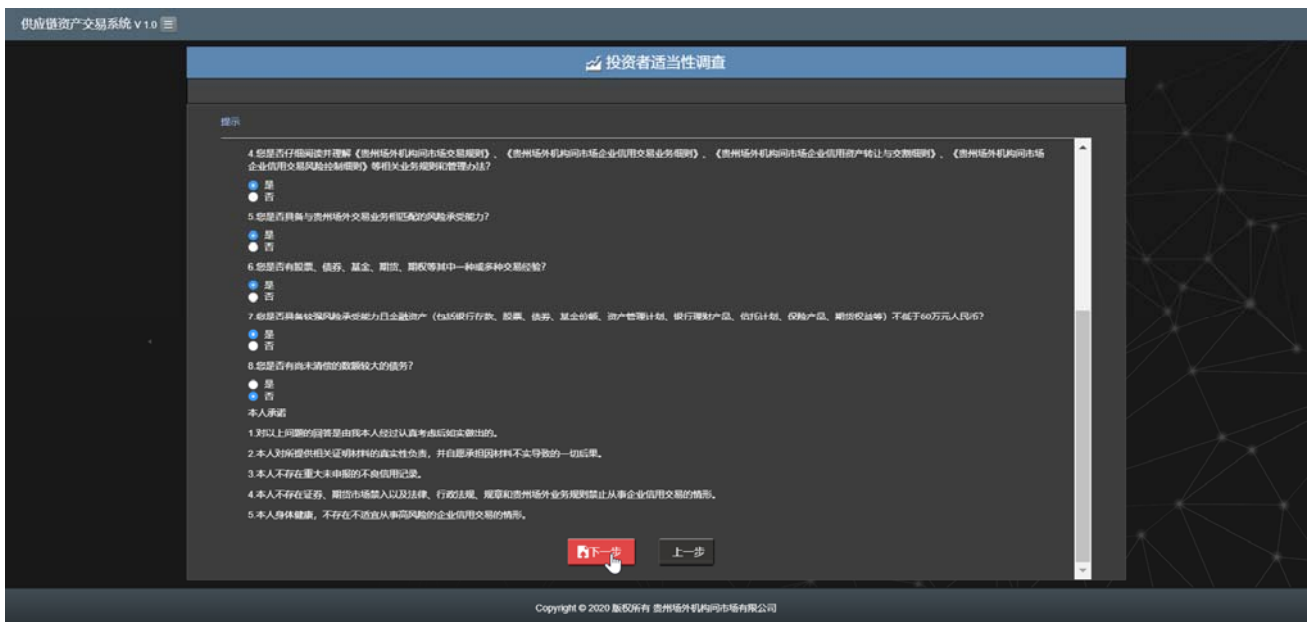 供应链资产交易系统 V 1.0
投资者适当性调查
提示
4.您是否仔细阅读并理解《贵州场外机构间市场交易规则》、《贵州场外机构间市场企业信用交易业务细则》、《贵州场外机构间市场企业信用资产转让与交割细则》、《贵州场外机构间市场
企业信用交易风险控制细则》等相关业务规则和管理办法?
是
否
5.您是否具备与贵州场外交易业务相匹配的风险承受能力?
是
否
6.您是否有股票、债券、基金、期货、期权等其中一种或多种交易经验?
是
否
7.您是否具备较强风险承受能力且金融资产（包括银行存款、股票、债券、基金份额、资产管理计划、银行理财产品、信托计划、保险产品、期货权益等）不低于60万元人民币?
是
否
8.您是否有尚未清偿的数额较大的债务?
是
否
本人承诺
1.对以上问题的回答是由我本人经过认真考虑后如实做出的。
2.本人对所提供相关证明材料的真实性负责，并自愿承担因材料不实导致的一切后果。
3.本人不存在重大未申报的不良信用记录。
4.本人不存在证券、期货市场禁入以及法律、行政法规、规章和贵州场外业务规则禁止从事企业信用交易的情形。
5.本人身体健康，不存在不适宜从事高风险的企业信用交易的情形。
下一步 上一步
Copyright © 2020 版权所有 贵州场外机构间市场有限公司